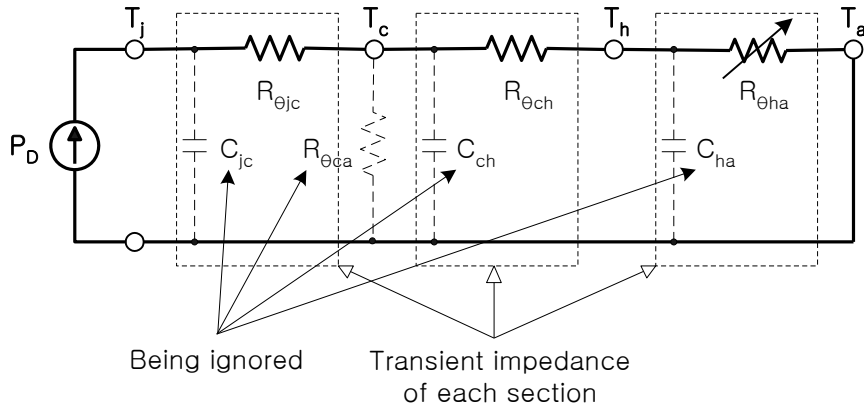 Tj
Tc
Th
Ta
Rθjc
Rθch
Rθha
PD
Cjc
Rθca
Cch
Cha
Being ignored
Transient impedance
of each section